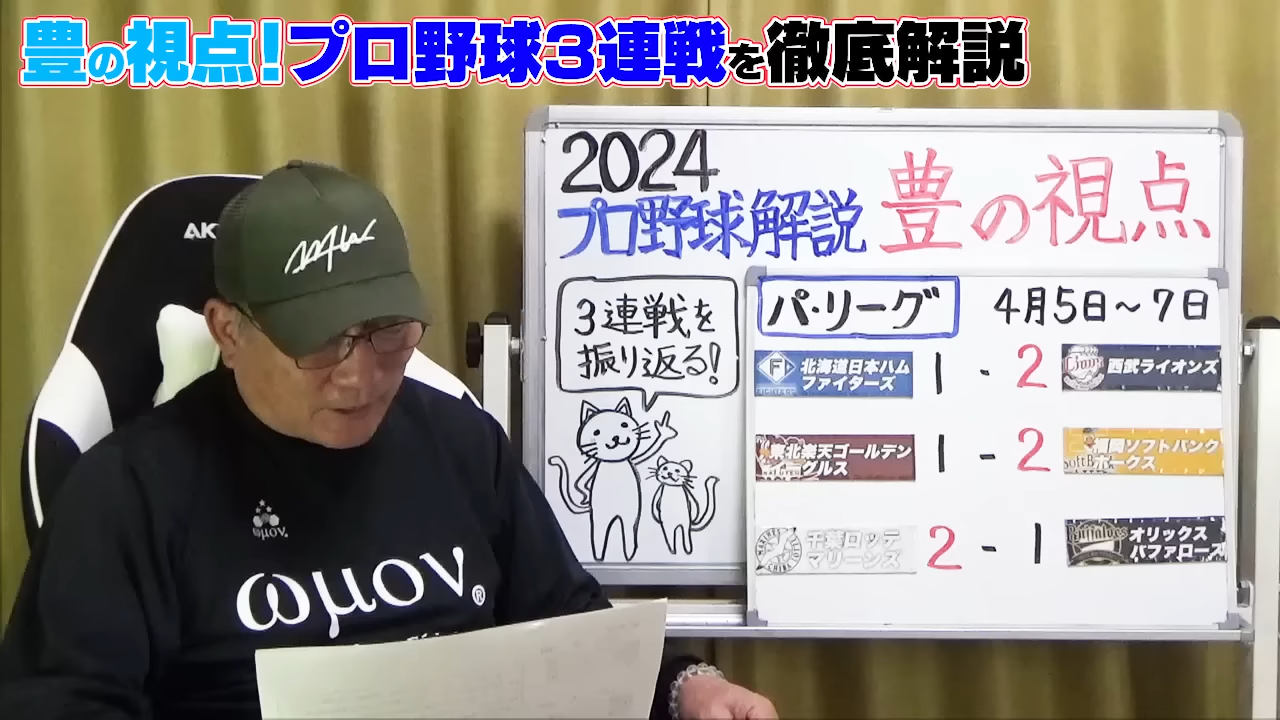 豊の視点!プロ野球3連戦を徹底解説
2024
プロ野球解説 豊の視点
3連戦を
振り返る!
パ・リーグ 4月5日～7日
北海道日本ハム
ファイターズ
1 - 2
西武ライオンズ
東北楽天ゴールデン
イーグルス
1 - 2
福岡ソフトバンク
ホークス
千葉ロッテ
マリーンズ
2 - 1
Buffaloes
オリックス
バファローズ
AK
ωμον.
ωμον.®